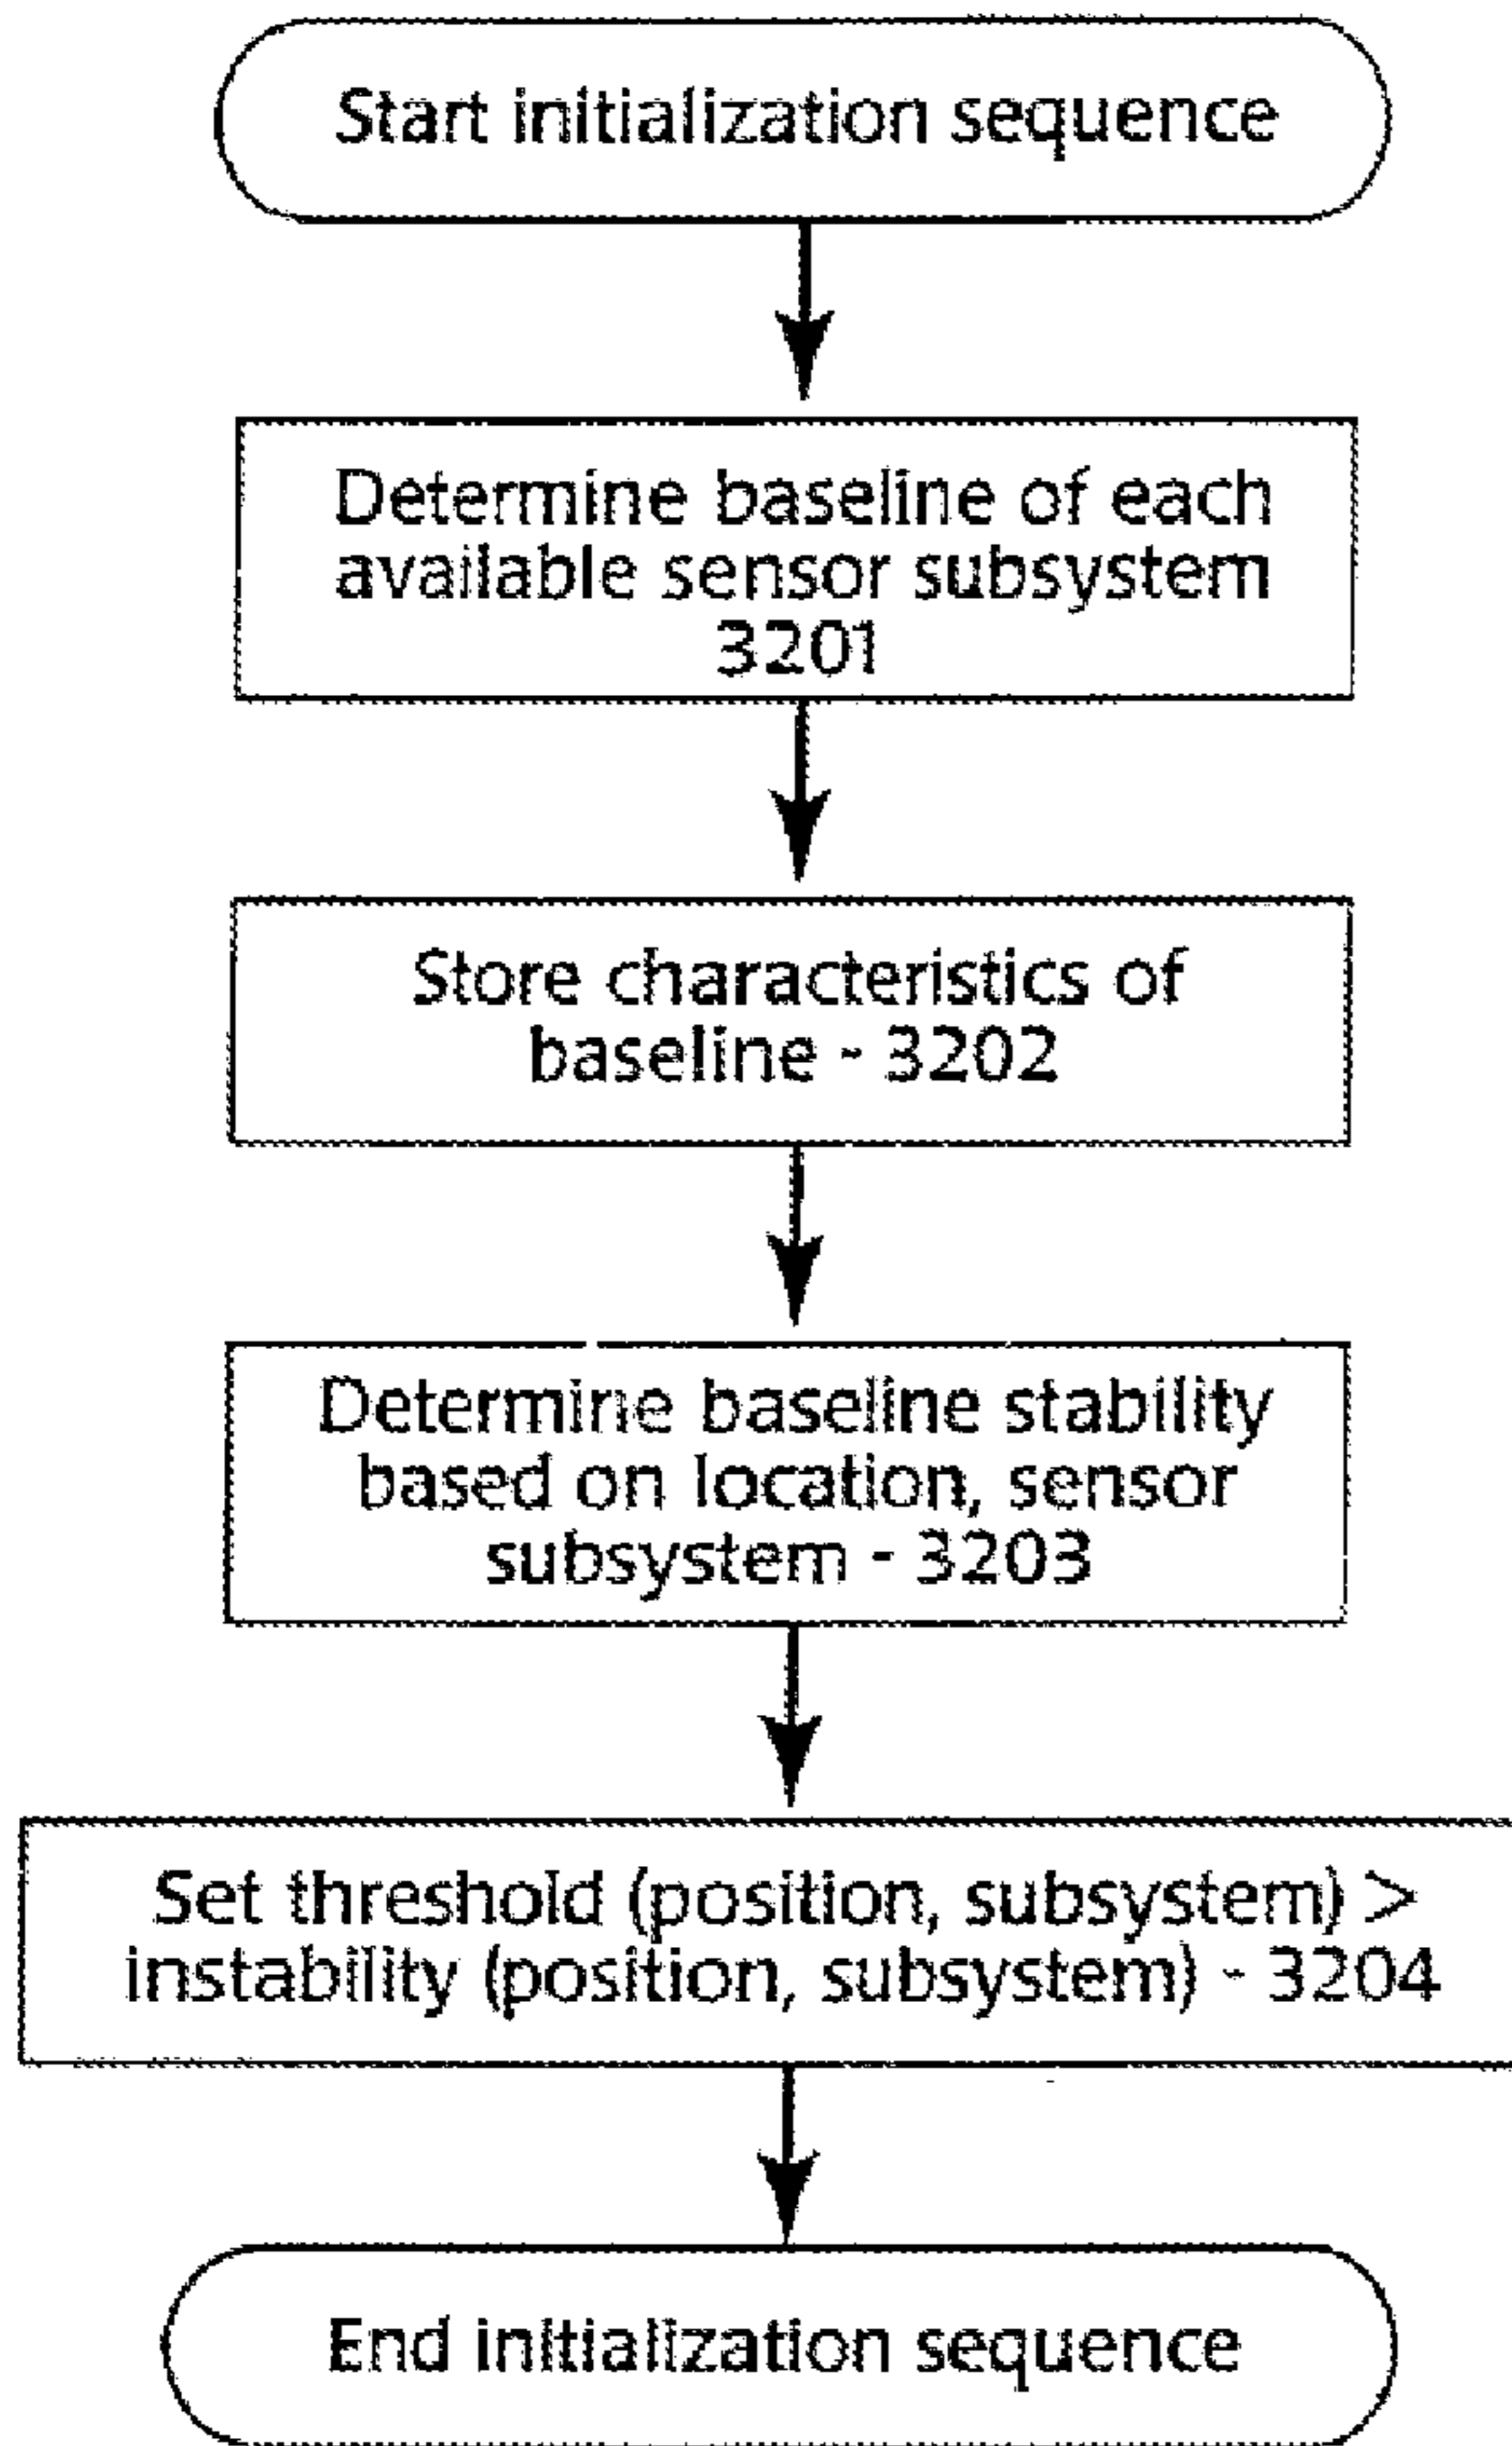 Start initialization sequence
Determine baseline of each
available sensor subsystem
3201
Store characteristics of
baseline - 3202
Determine baseline stability
based on location, sensor
subsystem - 3203
Set threshold (position, subsystem) >
instability (position, subsystem) - 3204
End initialization sequence